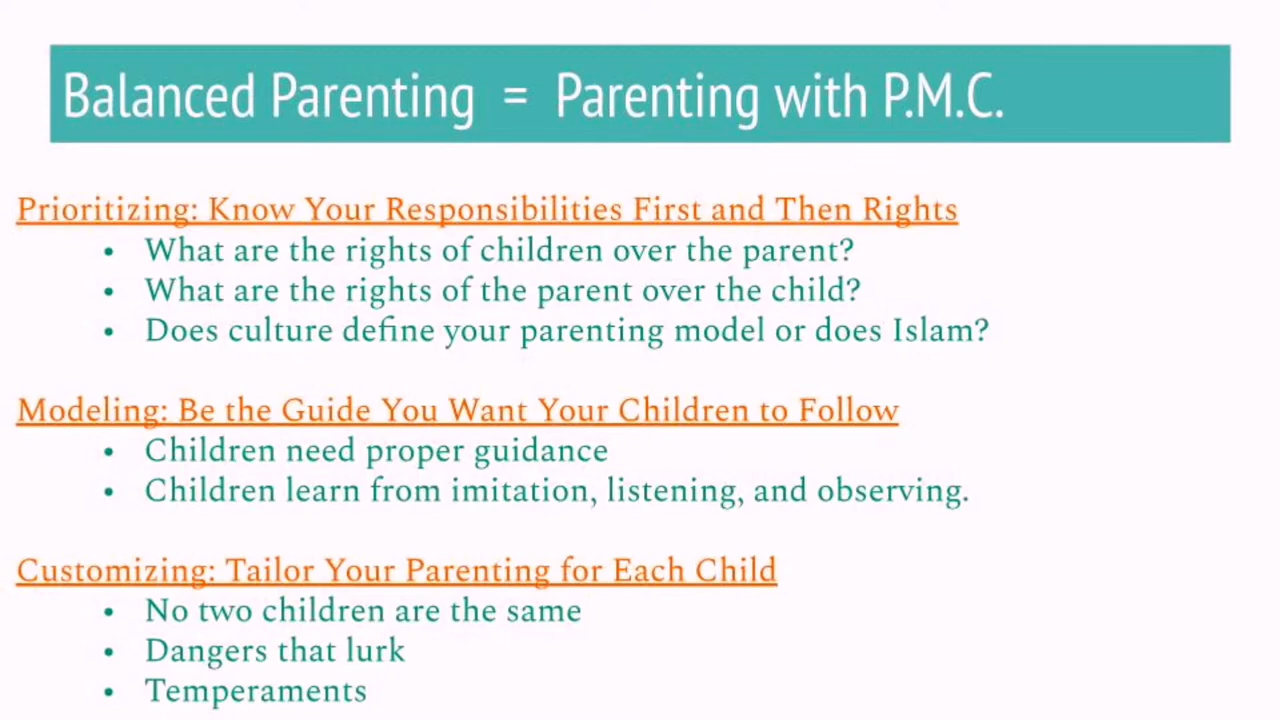 Balanced Parenting = Parenting with P.M.C.
Prioritizing: Know Your Responsibilities First and Then Rights
• What are the rights of children over the parent?
• What are the rights of the parent over the child?
• Does culture define your parenting model or does Islam?
Modeling: Be the Guide You Want Your Children to Follow
• Children need proper guidance
• Children learn from imitation, listening, and observing.
Customizing: Tailor Your Parenting for Each Child
• No two children are the same
• Dangers that lurk
• Temperaments